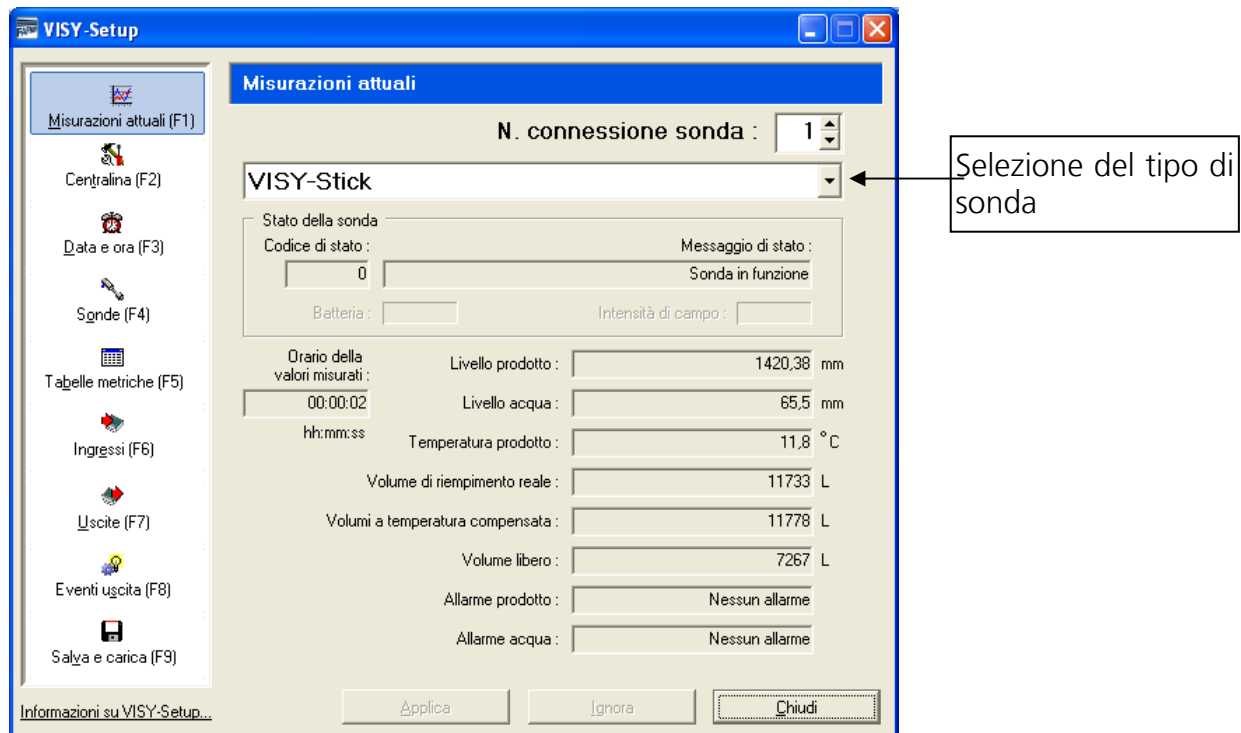 VISY-Setup
Misurazioni attuali (F1)
Centralina (F2)
Data e ora (F3)
Sonde (F4)
Tabelle metriche (F5)
Ingressi (F6)
Uscite (F7)
Eventi uscita (F8)
Salva e carica (F9)
Informazioni su VISY-Setup...
Misurazioni attuali
N. connessione sonda : 1
VISY-Stick
Stato della sonda
Codice di stato : Messaggio di stato :
0 Sonda in funzione
Batteria : Intensità di campo :
Orario della
valori misurati :
00:00:02
hh:mm:ss
Livello prodotto : 1420,38 mm
Livello acqua : 65,5 mm
Temperatura prodotto : 11,8 °C
Volume di riempimento reale : 11733 L
Volumi a temperatura compensata : 11778 L
Volume libero : 7267 L
Allarme prodotto : Nessun allarme
Allarme acqua : Nessun allarme
Applica Ignora Chiudi
Selezione del tipo di
sonda